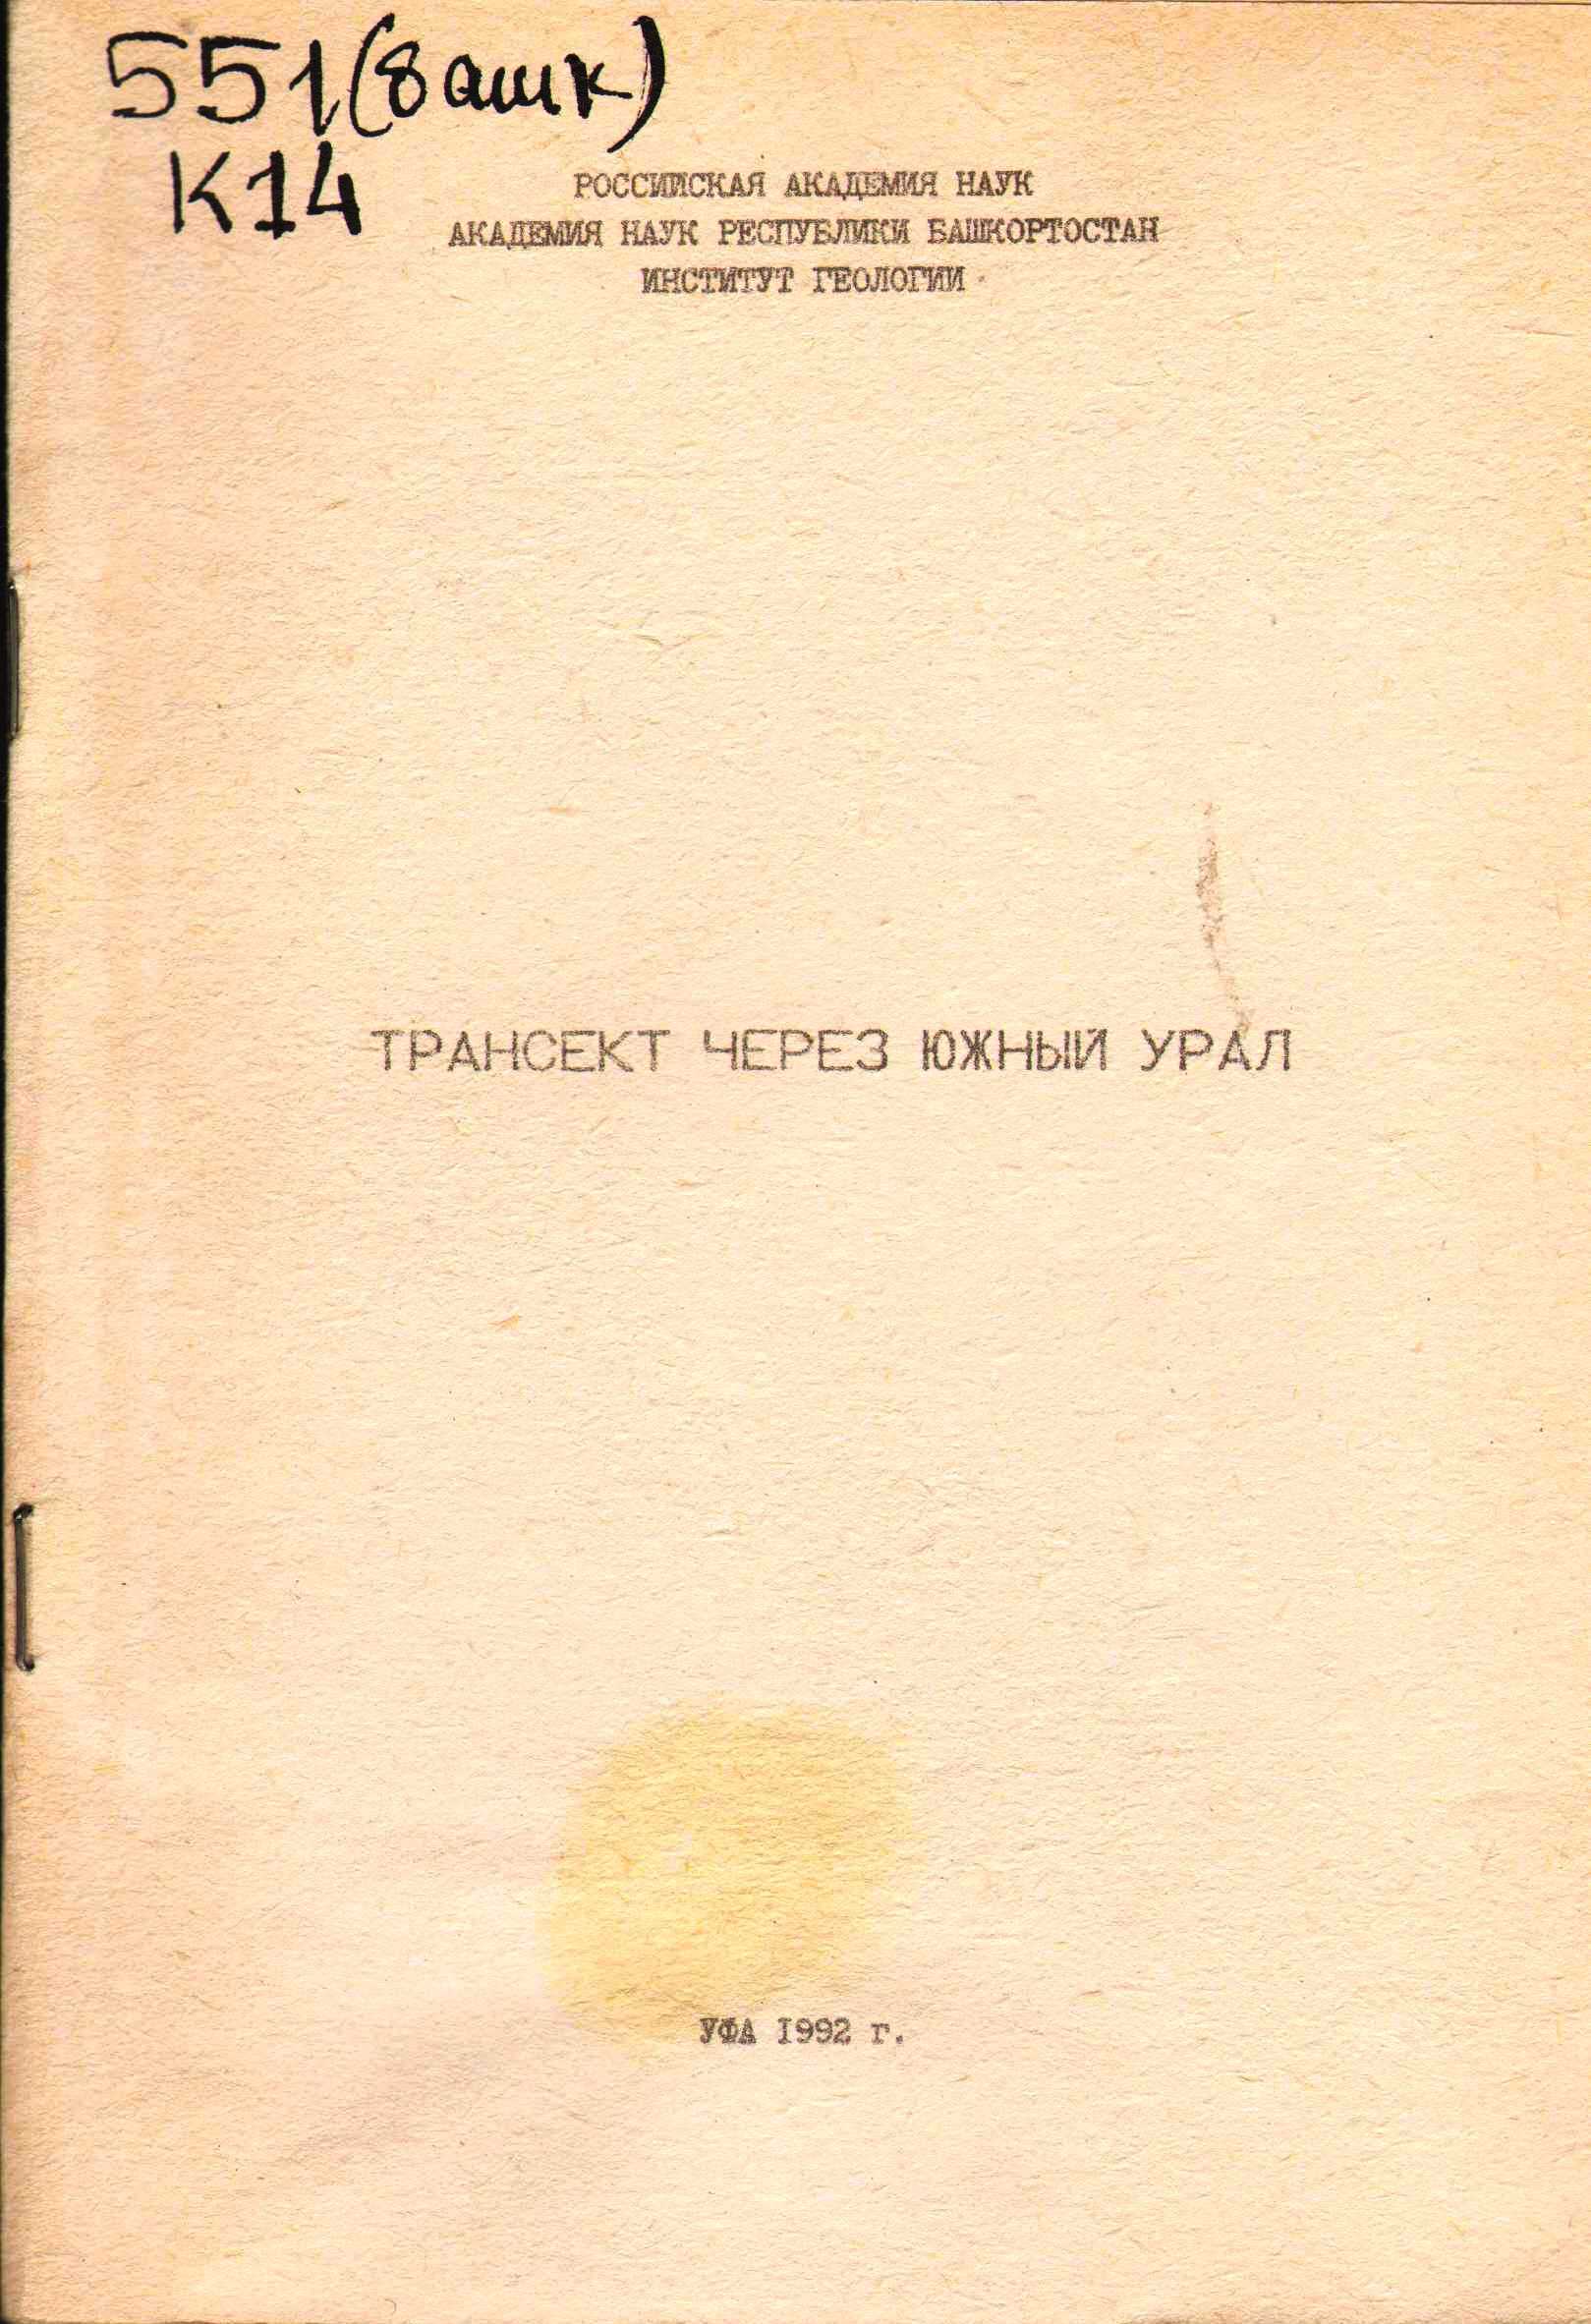 551(башк)
К14
РОССИЙСКАЯ АКАДЕМИЯ НАУК
АКАДЕМИЯ НАУК РЕСПУБЛИКИ БАШКОРТОСТАН
ИНСТИТУТ ГЕОЛОГИИ
ТРАНСЕКТ ЧЕРЕЗ ЮЖНЫЙ УРАЛ
УФА 1992 г.